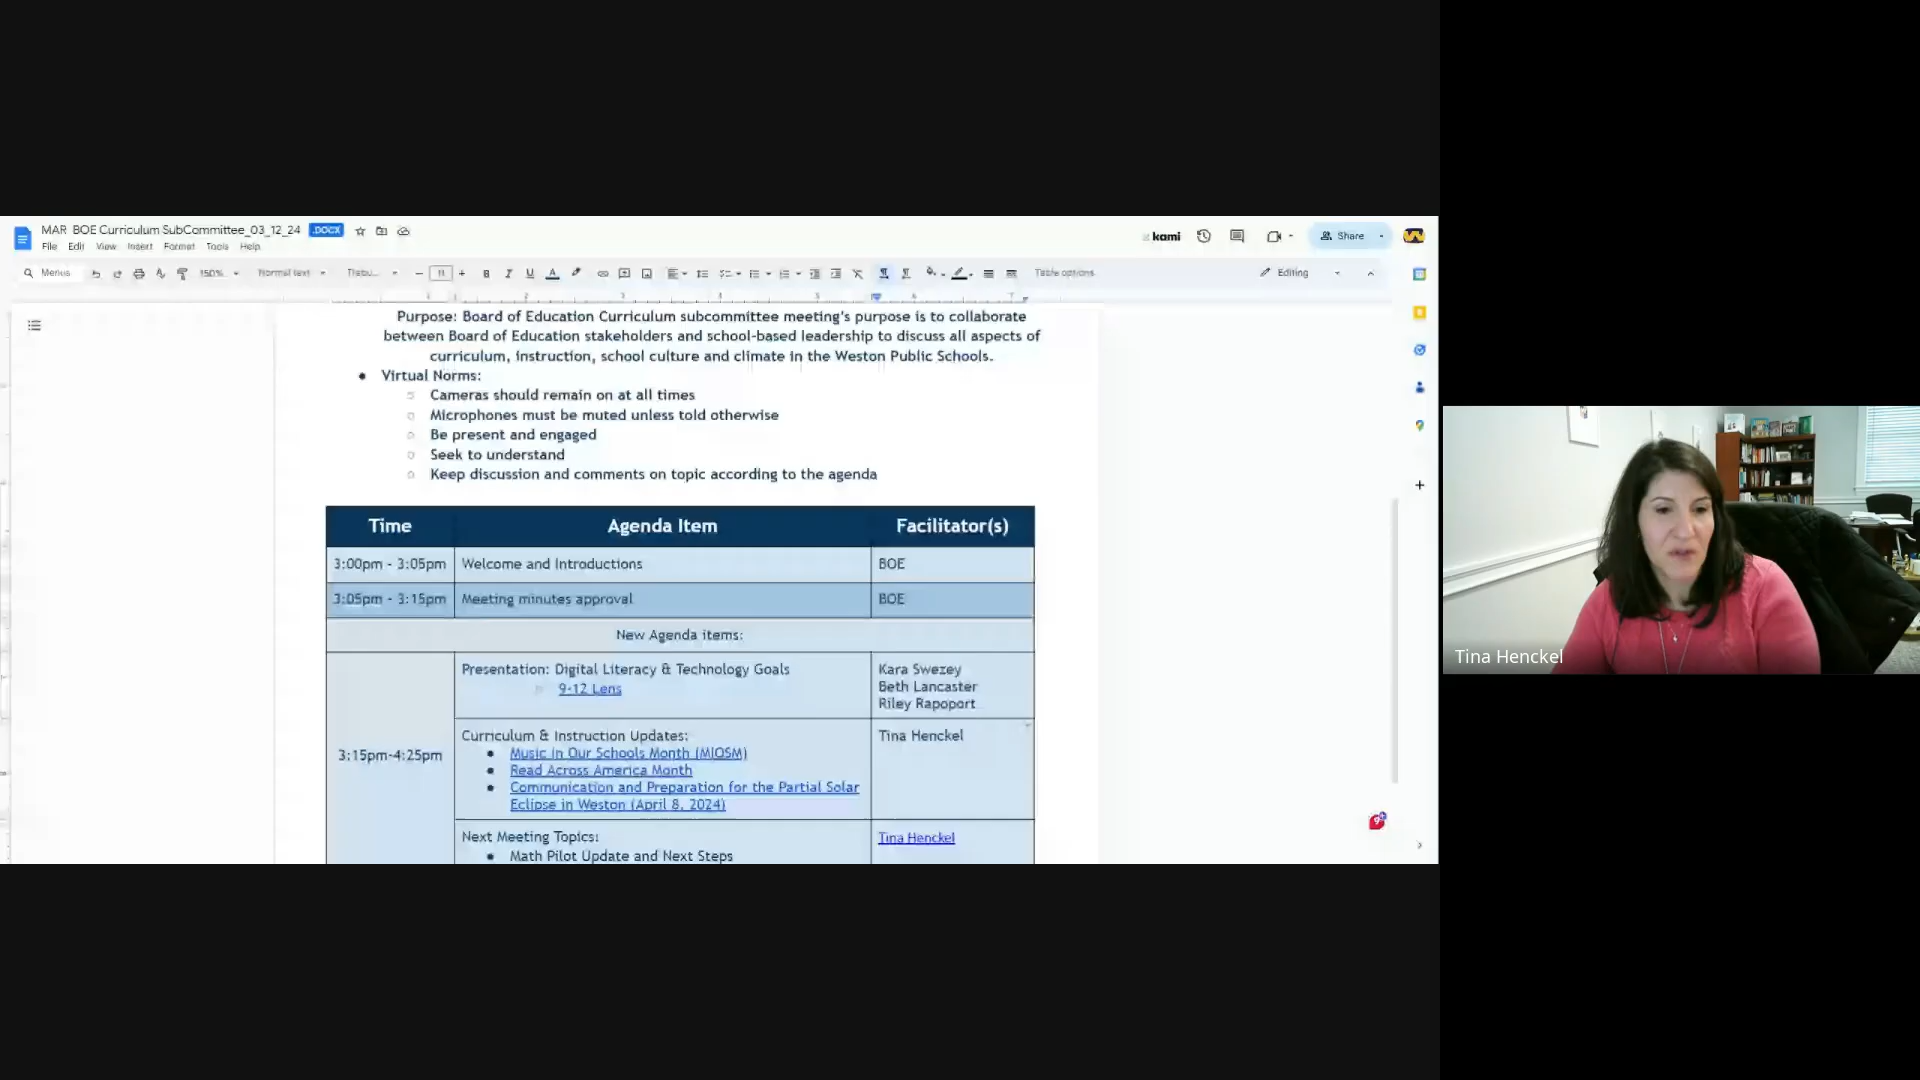 MAR BOE Curriculum SubCommittee_03_12_24 .DOCX
File Edit View Insert Format Tools Help
kami
Share
Menus
150%
Normal text
Trebu...
11
Table options
Editing
Purpose: Board of Education Curriculum subcommittee meeting's purpose is to collaborate
between Board of Education stakeholders and school-based leadership to discuss all aspects of
curriculum, instruction, school culture and climate in the Weston Public Schools.
Virtual Norms:
Cameras should remain on at all times
Microphones must be muted unless told otherwise
Be present and engaged
Seek to understand
Keep discussion and comments on topic according to the agenda
Time Agenda Item Facilitator(s)
3:00pm - 3:05pm Welcome and Introductions BOE
3:05pm - 3:15pm Meeting minutes approval BOE
New Agenda items:
3:15pm-4:25pm
Presentation: Digital Literacy & Technology Goals
9-12 Lens
Kara Swezey
Beth Lancaster
Riley Rapoport
Curriculum & Instruction Updates:
Music in Our Schools Month (MIOSM)
Read Across America Month
Communication and Preparation for the Partial Solar
Eclipse in Weston (April 8, 2024)
Tina Henckel
Next Meeting Topics:
Math Pilot Update and Next Steps
Tina Henckel
Tina Henckel